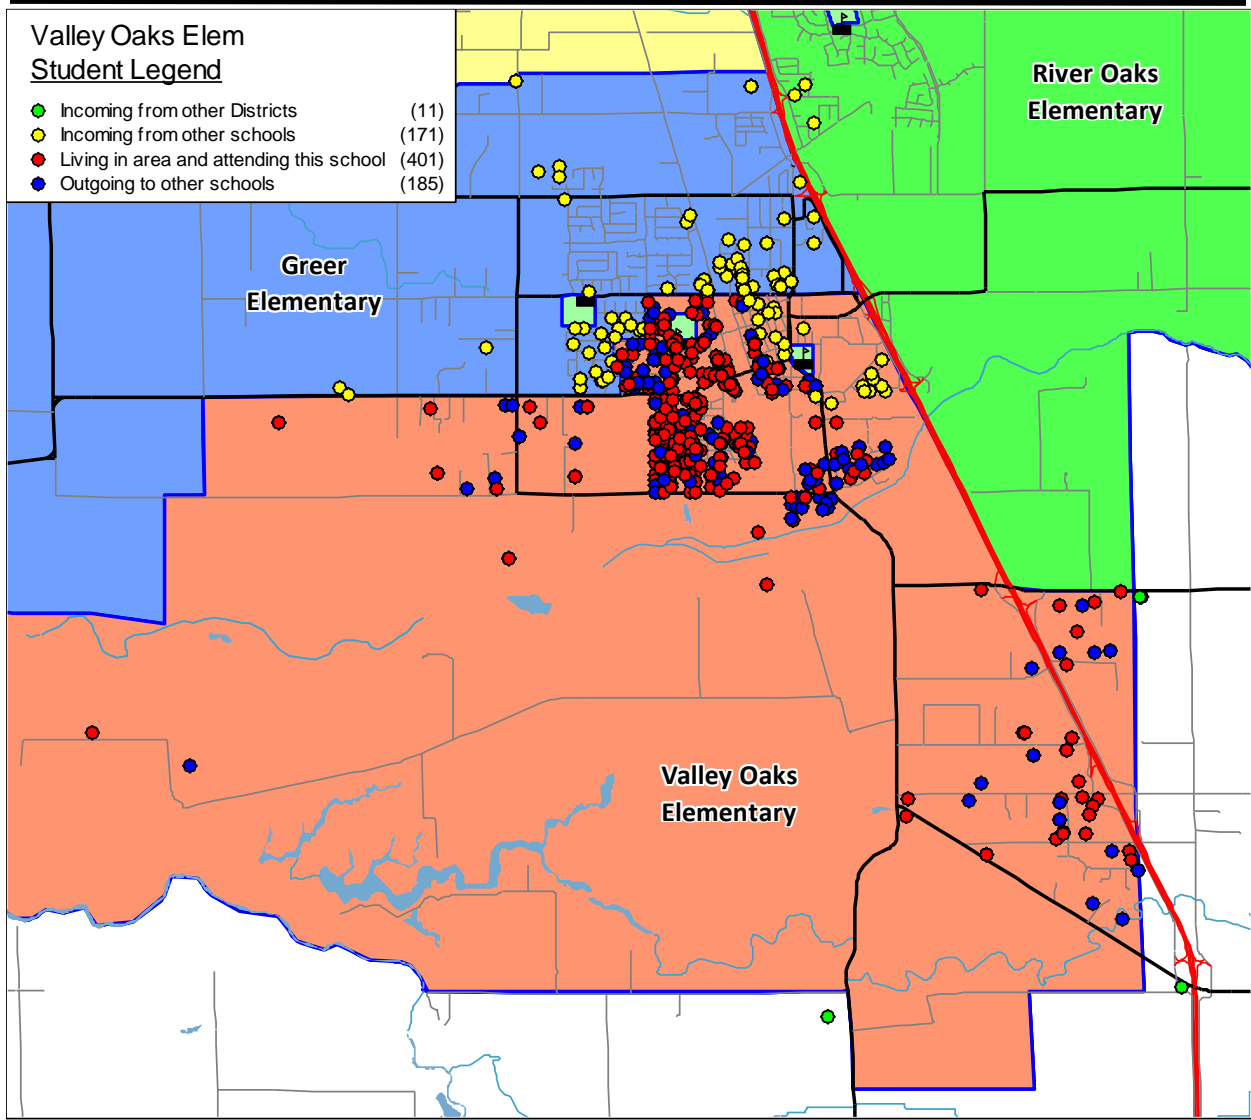 Valley Oaks Elem
Student Legend
Incoming from other Districts (11)
Incoming from other schools (171)
Living in area and attending this school (401)
Outgoing to other schools (185)
River Oaks
Elementary
Greer
Elementary
Valley Oaks
Elementary